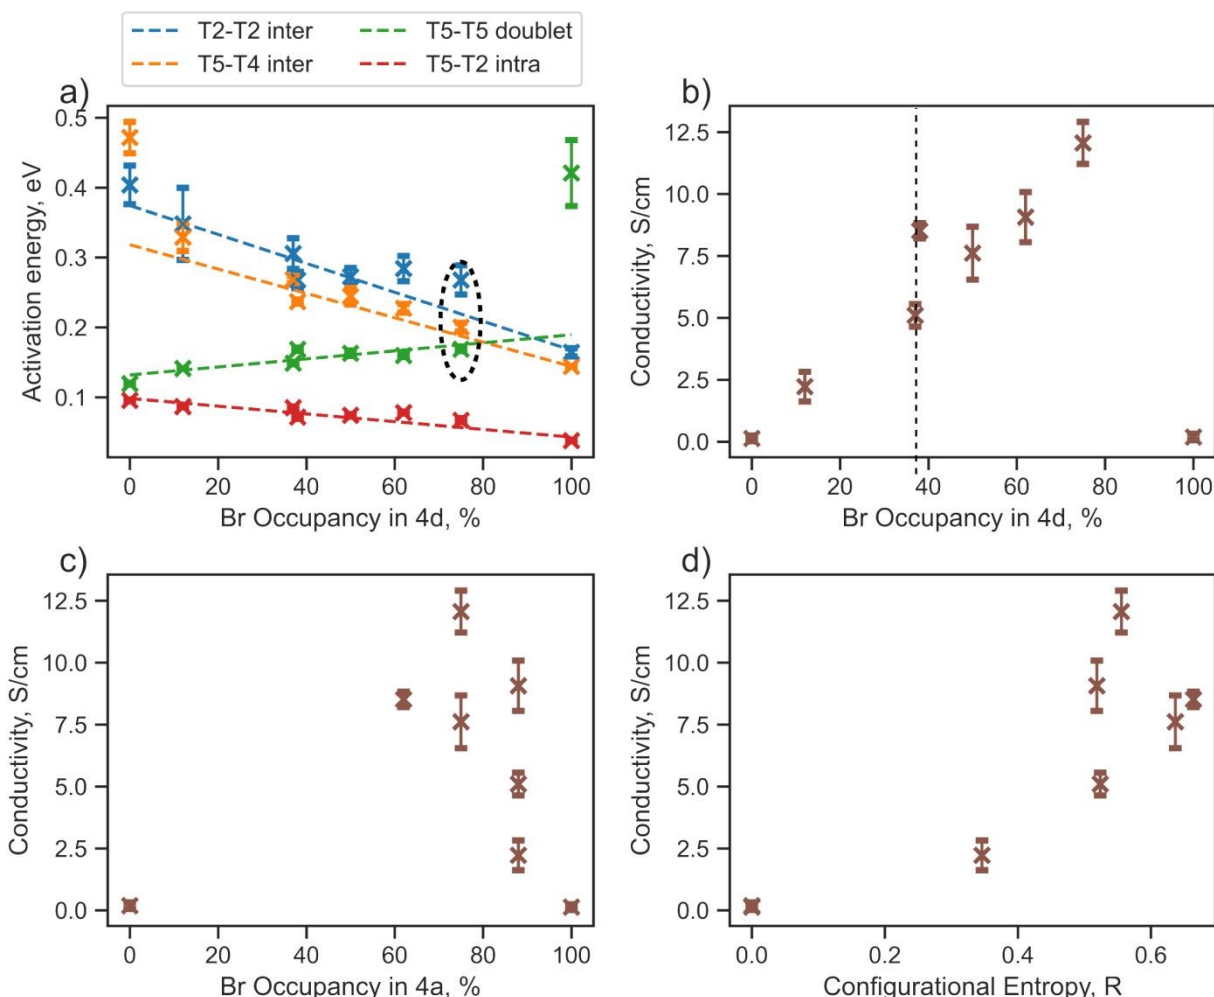 T2-T2 inter
T5-T4 inter
T5-T5 doublet
T5-T2 intra
a)
0.5
0.4
0.3
0.2
0.1
Activation energy, eV
0 20 40 60 80 100
Br Occupancy in 4d, %
b)
12.5
10.0
7.5
5.0
2.5
0.0
Conductivity, S/cm
0 20 40 60 80 100
Br Occupancy in 4d, %
c)
12.5
10.0
7.5
5.0
2.5
0.0
Conductivity, S/cm
0 20 40 60 80 100
Br Occupancy in 4a, %
d)
12.5
10.0
7.5
5.0
2.5
0.0
Conductivity, S/cm
0.0 0.2 0.4 0.6
Configurational Entropy, R